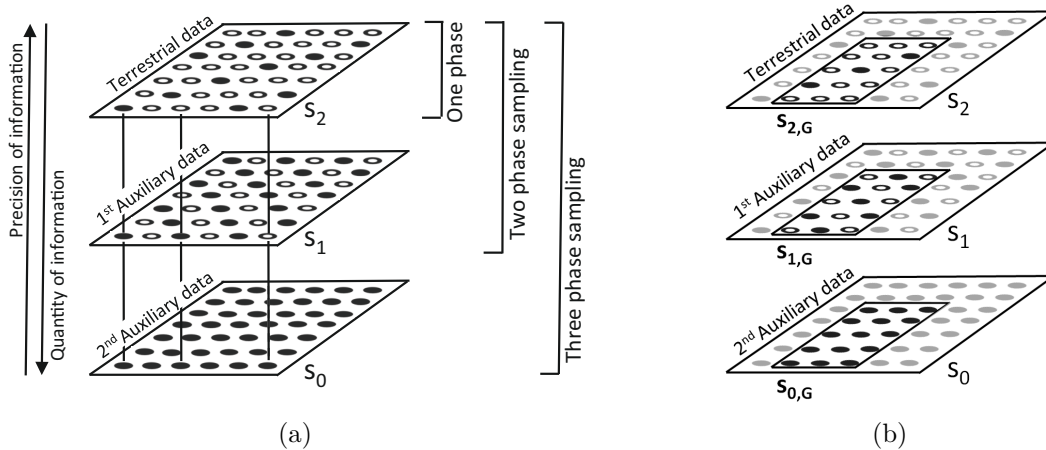 Precision of information
Quantity of information
Terrestrial data
S2
1st Auxiliary data
S1
2nd Auxiliary data
S0
One phase
Two phase sampling
Three phase sampling
(a)
Terrestrial data
S2,G
S2
1st Auxiliary data
S1,G
S1
2nd Auxiliary data
S0,G
S0
(b)